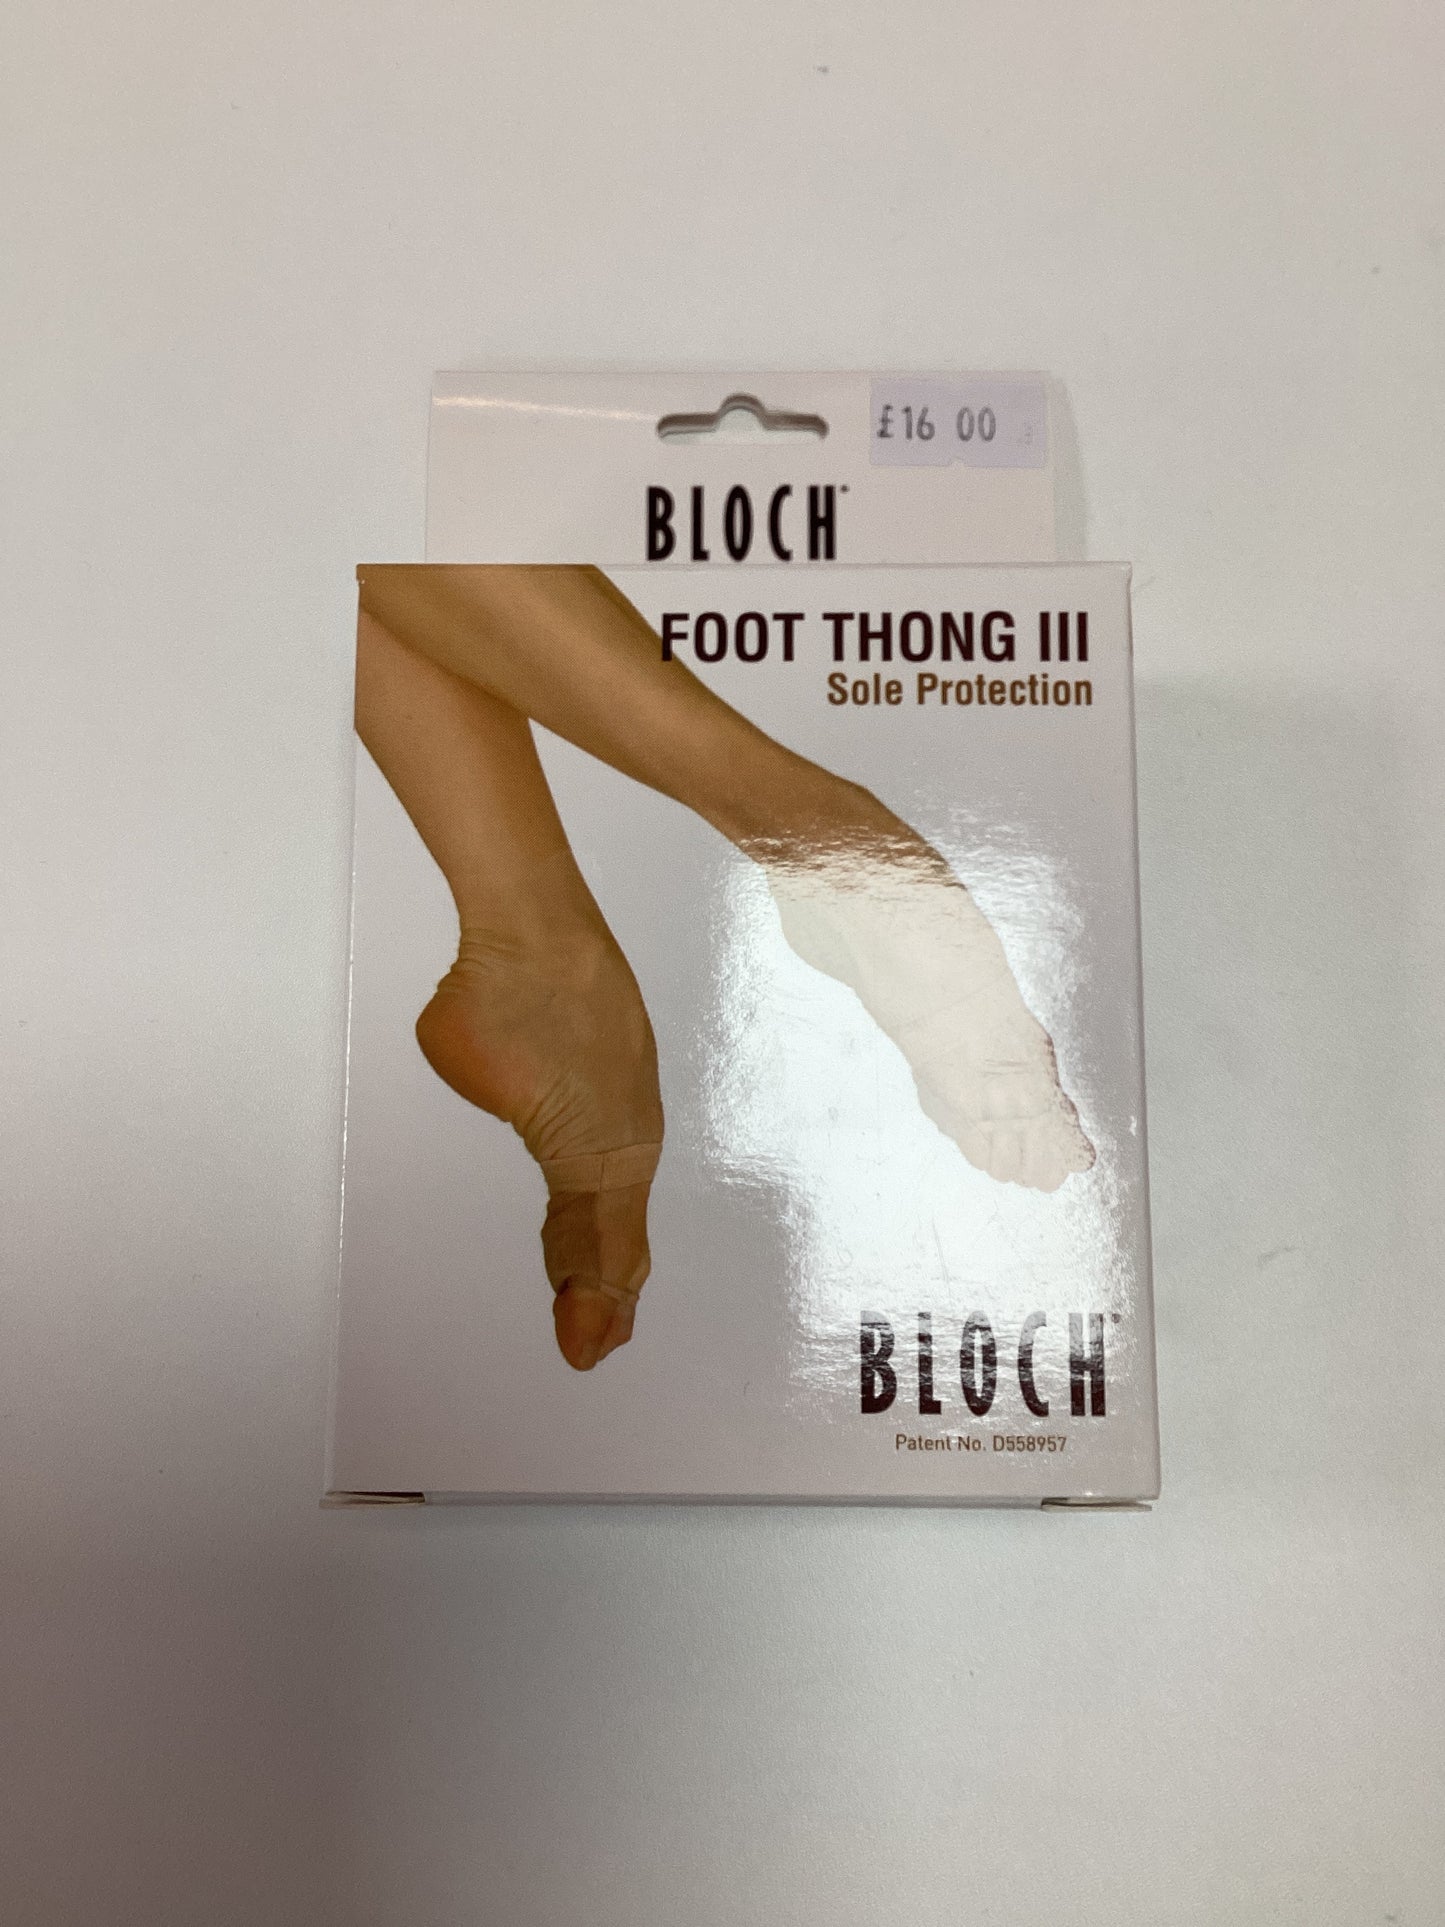 £16 00
BLOCH
FOOT THONG III
Sole Protection
BLOCH
Patent No. D558957